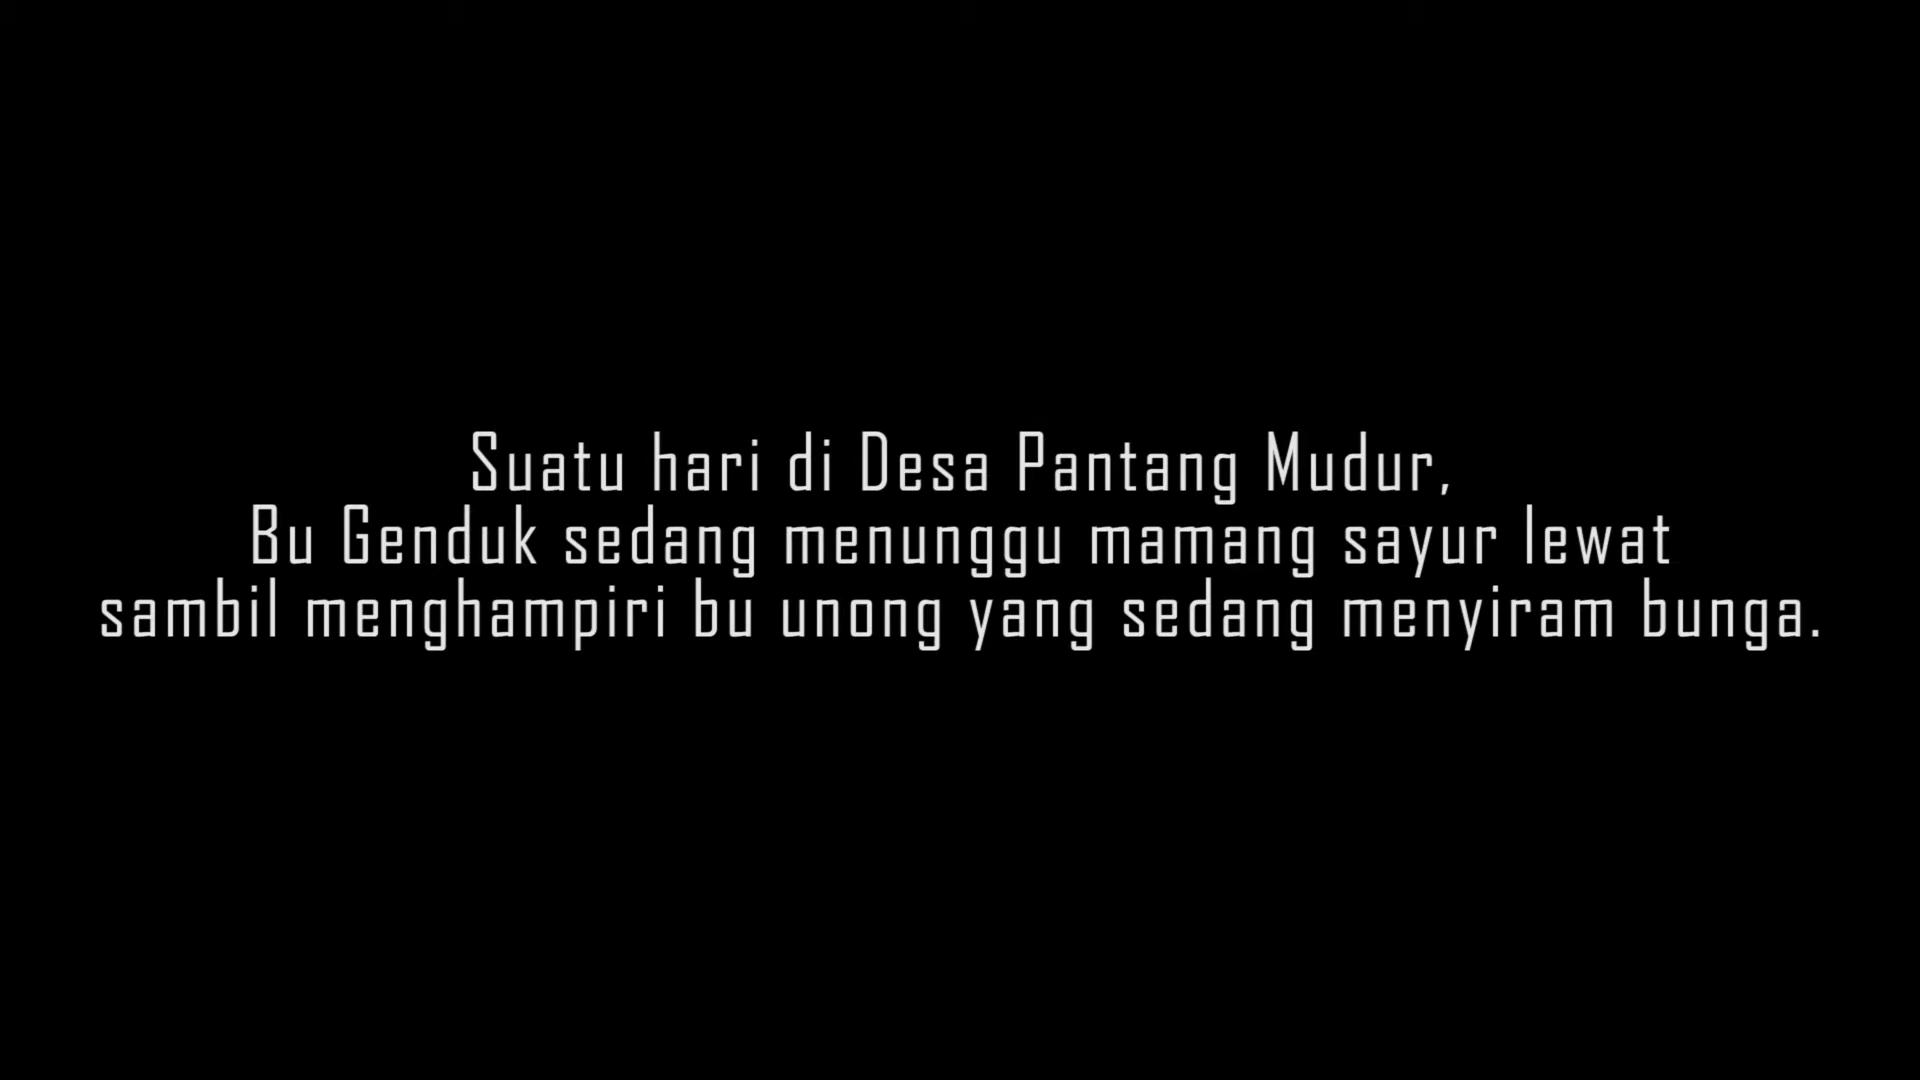 Suatu hari di Desa Pantang Mudur,
Bu Genduk sedang menunggu mamang sayur lewat
sambil menghampiri bu unong yang sedang menyiram bunga.